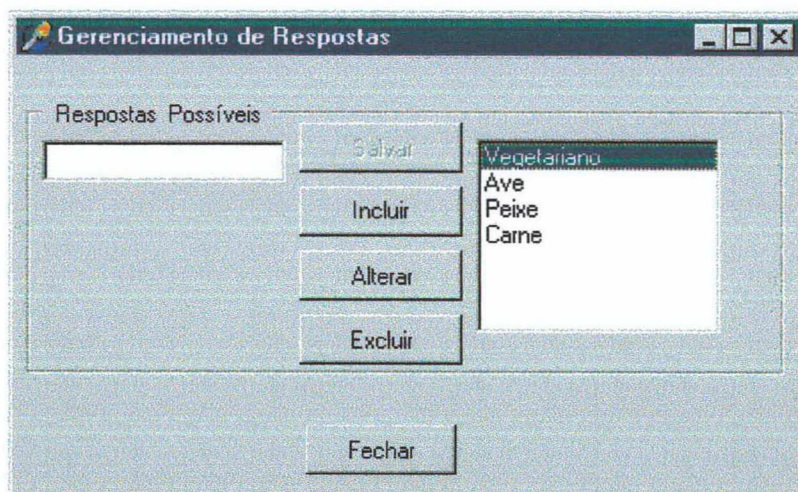 Gerenciamento de Respostas
Respostas Possíveis
Salvar
Incluir
Alterar
Excluir
Vegetariano
Ave
Peixe
Carne
Fechar